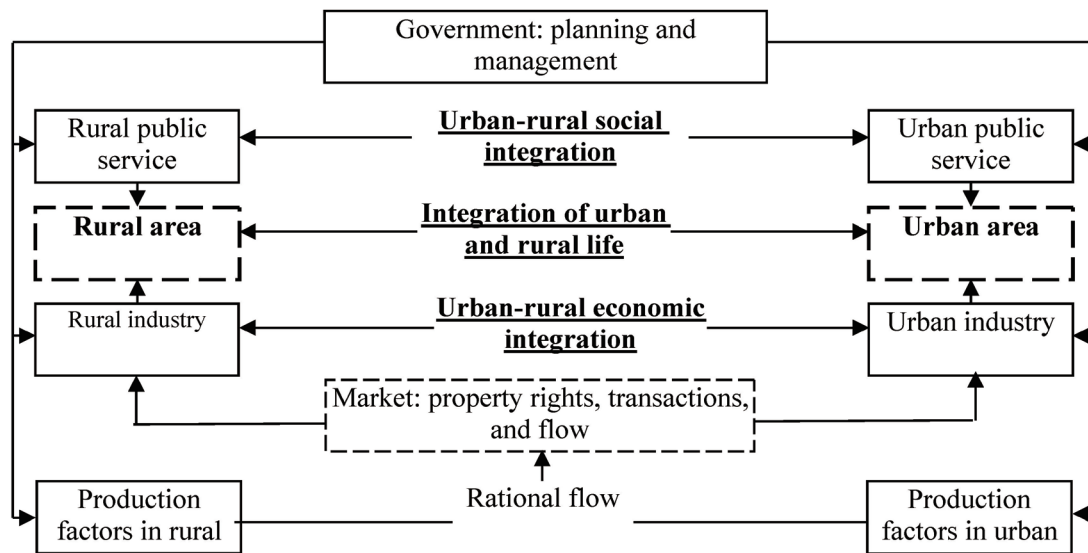 Government: planning and
management
Rural public
service
Urban-rural social
integration
Urban public
service
Rural area
Integration of urban
and rural life
Urban area
Rural industry
Urban-rural economic
integration
Urban industry
Market: property rights, transactions,
and flow
Production
factors in rural
Rational flow
Production
factors in urban